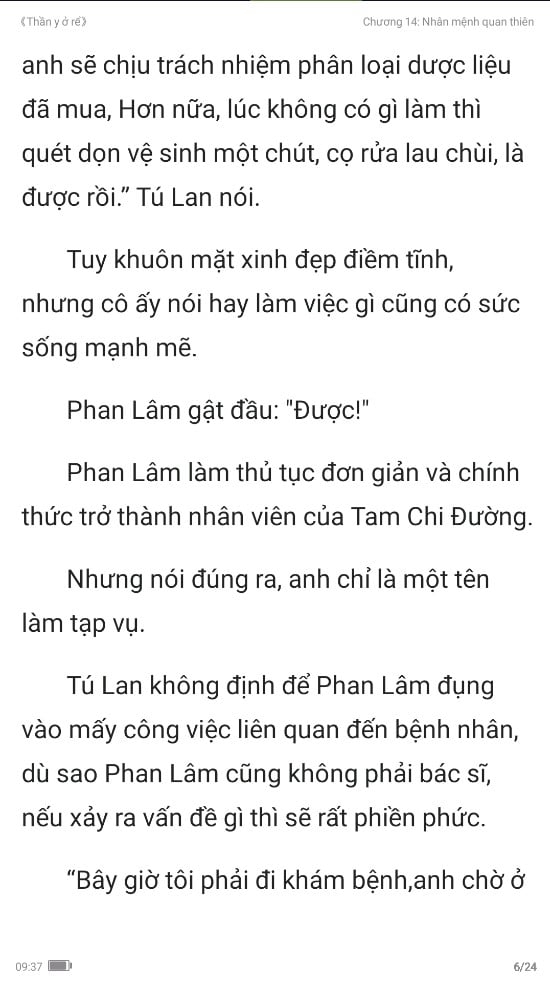 《Thần y ở rể》
Chương 14: Nhân mệnh quan thiên
anh sẽ chịu trách nhiệm phân loại dược liệu
đã mua, Hơn nữa, lúc không có gì làm thì
quét dọn vệ sinh một chút, cọ rửa lau chùi, là
được rồi.” Tú Lan nói.
Tuy khuôn mặt xinh đẹp điềm tĩnh,
nhưng cô ấy nói hay làm việc gì cũng có sức
sống mạnh mẽ.
Phan Lâm gật đầu: "Được!"
Phan Lâm làm thủ tục đơn giản và chính
thức trở thành nhân viên của Tam Chi Đường.
Nhưng nói đúng ra, anh chỉ là một tên
làm tạp vụ.
Tú Lan không định để Phan Lâm đụng
vào mấy công việc liên quan đến bệnh nhân,
dù sao Phan Lâm cũng không phải bác sĩ,
nếu xảy ra vấn đề gì thì sẽ rất phiền phức.
“Bây giờ tôi phải đi khám bệnh,anh chờ ở
09:37
6/24